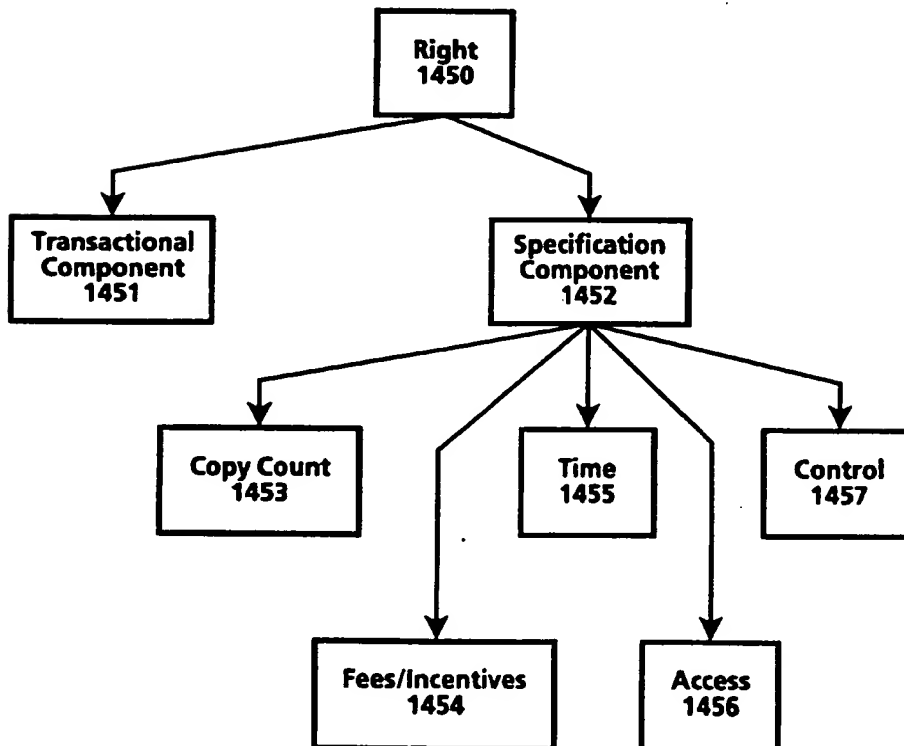 Right
1450
Transactional
Component
1451
Specification
Component
1452
Copy Count
1453
Time
1455
Control
1457
Fees/Incentives
1454
Access
1456